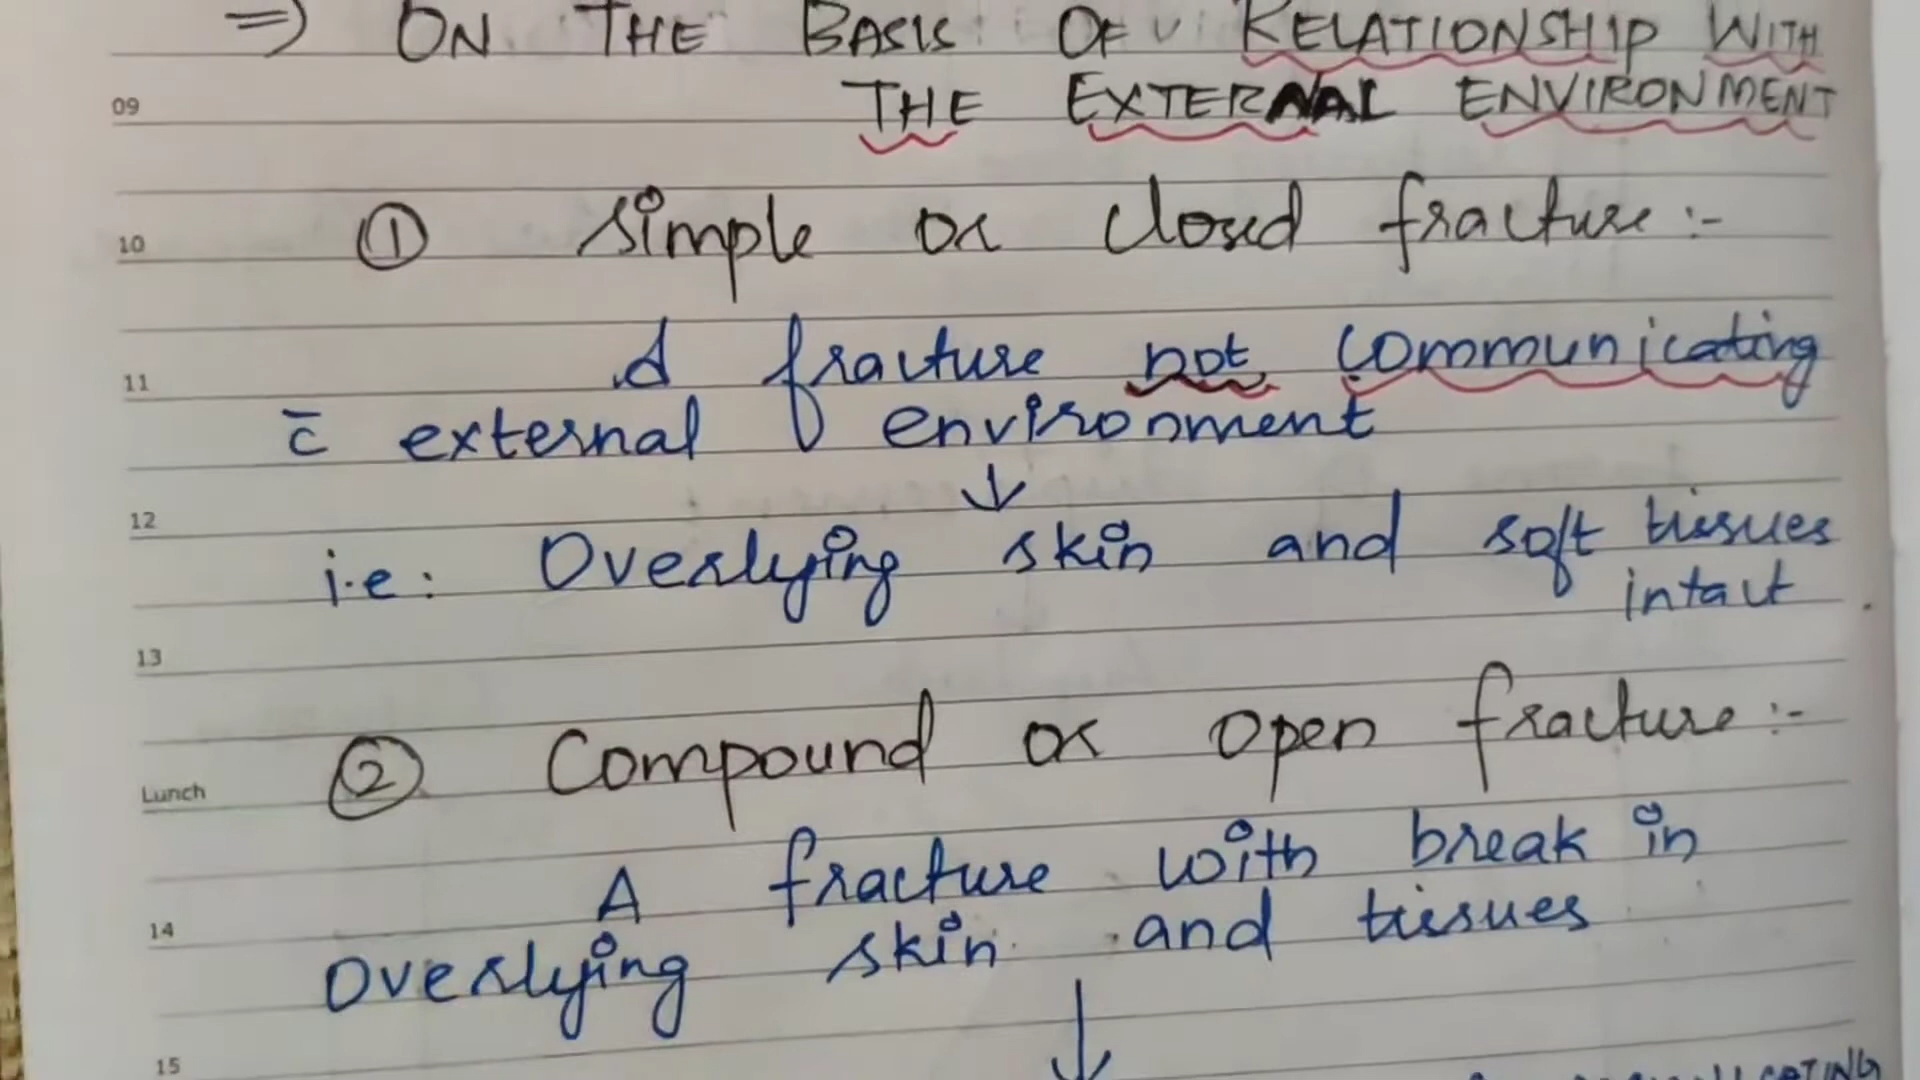 ⇒ ON THE BASIS OF RELATIONSHIP WITH
09 THE EXTERNAL ENVIRONMENT
10 ① Simple or closed fracture :-
11 A fracture not communicating
c̄ external environment
↓
12 i.e: Overlying skin and soft tissues
intact
13
② Compound or open fracture :-
Lunch
A fracture with break in
14 overlying skin and tissues
↓
15